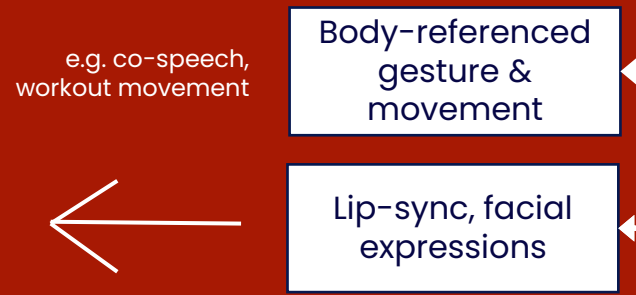 e.g. co-speech,
workout movement
Body-referenced
gesture &
movement
Lip-sync, facial
expressions